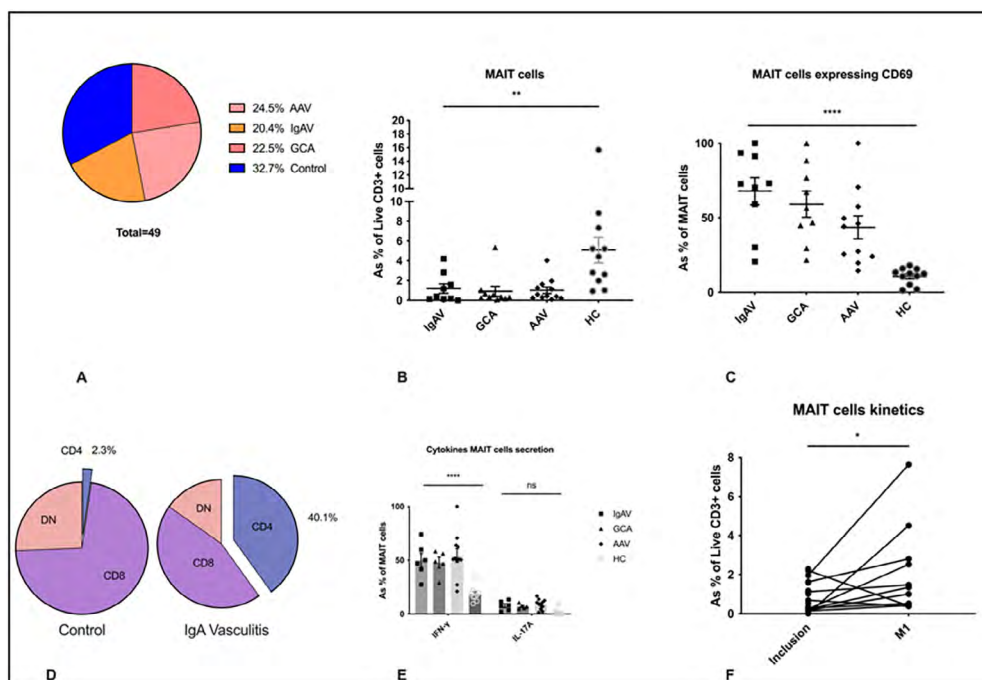 24.5% AAV
20.4% IgAV
22.5% GCA
32.7% Control
Total=49
A
MAIT cells
**
As % of Live CD3+ cells
20
18
16
14
12
10
10
8
6
4
2
0
IgAV
GCA
AAV
HC
B
MAIT cells expressing CD69
****
As % of MAIT cells
100
50
0
IgAV
GCA
AAV
HC
C
CD4
2.3%
DN
CD8
Control
DN
CD4
CD8
40.1%
IgA Vasculitis
D
Cytokines MAIT cells secretion
****
ns
As % of MAIT cells
100
50
0
IFN-γ
IL-17A
IgAV
GCA
AAV
HC
E
MAIT cells kinetics
*
As % of Live CD3+ cells
8
6
4
2
0
Inclusion
M1
F